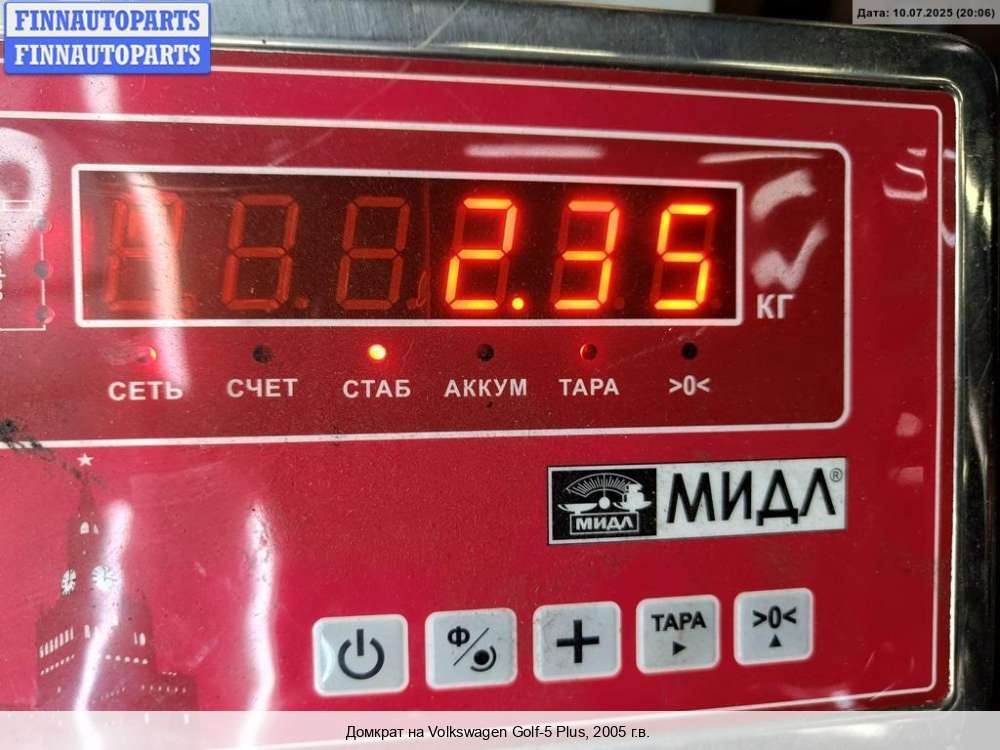 FINNAUTOPARTS
FINNAUTOPARTS
Дата: 10.07.2025 (20:06)
2.35
КГ
СЕТЬ СЧЕТ СТАБ АККУМ ТАРА >0<
МИДЛ МИДЛ®
Ф ТАРА >0<
Домкрат на Volkswagen Golf-5 Plus, 2005 г.в.